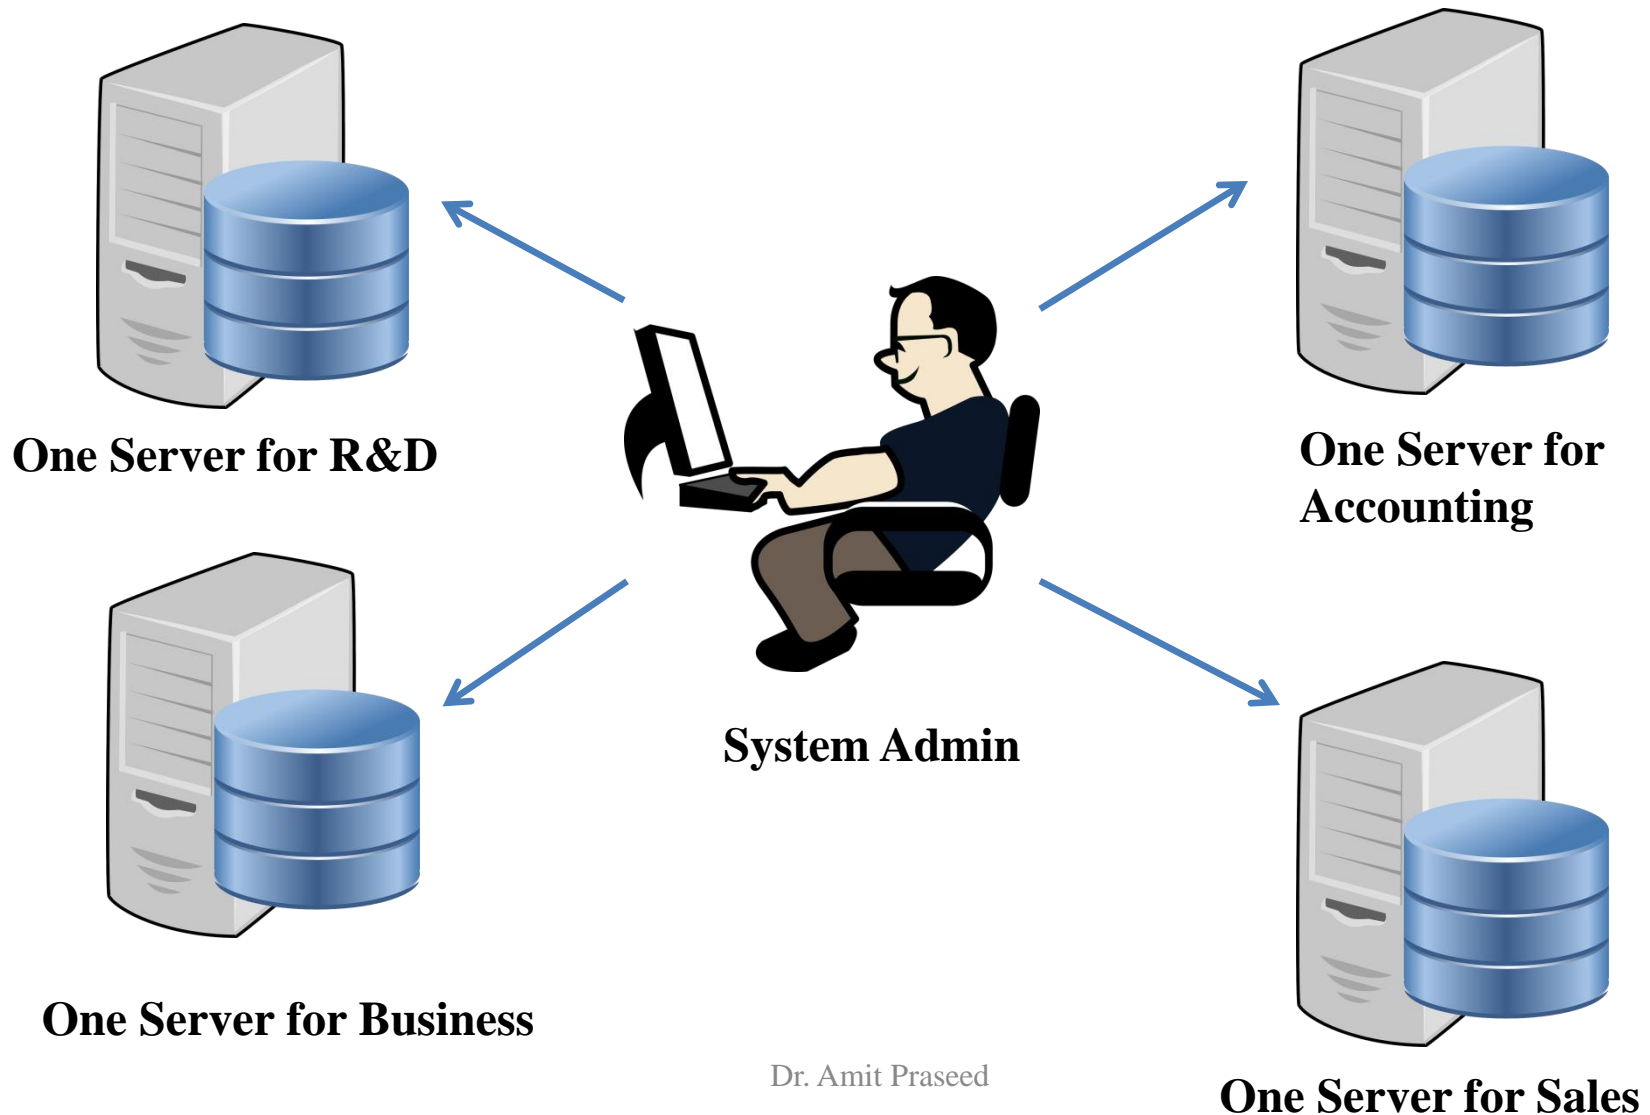 One Server for R&D
One Server for
Accounting
System Admin
One Server for Business
Dr. Amit Praseed
One Server for Sales